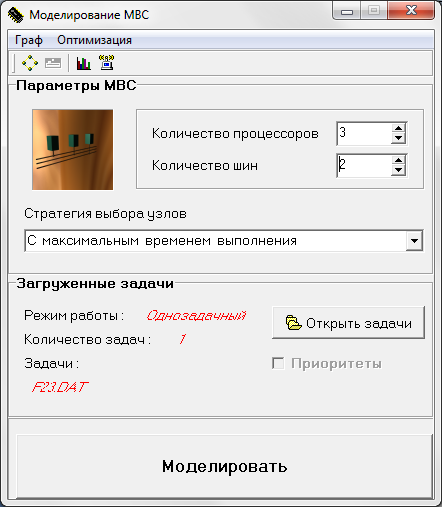 Моделирование МВС
Граф Оптимизация
Параметры МВС
Количество процессоров 3
Количество шин 2
Стратегия выбора узлов
С максимальным временем выполнения
Загруженные задачи
Режим работы : Однозадачный
Открыть задачи
Количество задач : 1
Задачи :
Приоритеты
F23.DAT
Моделировать